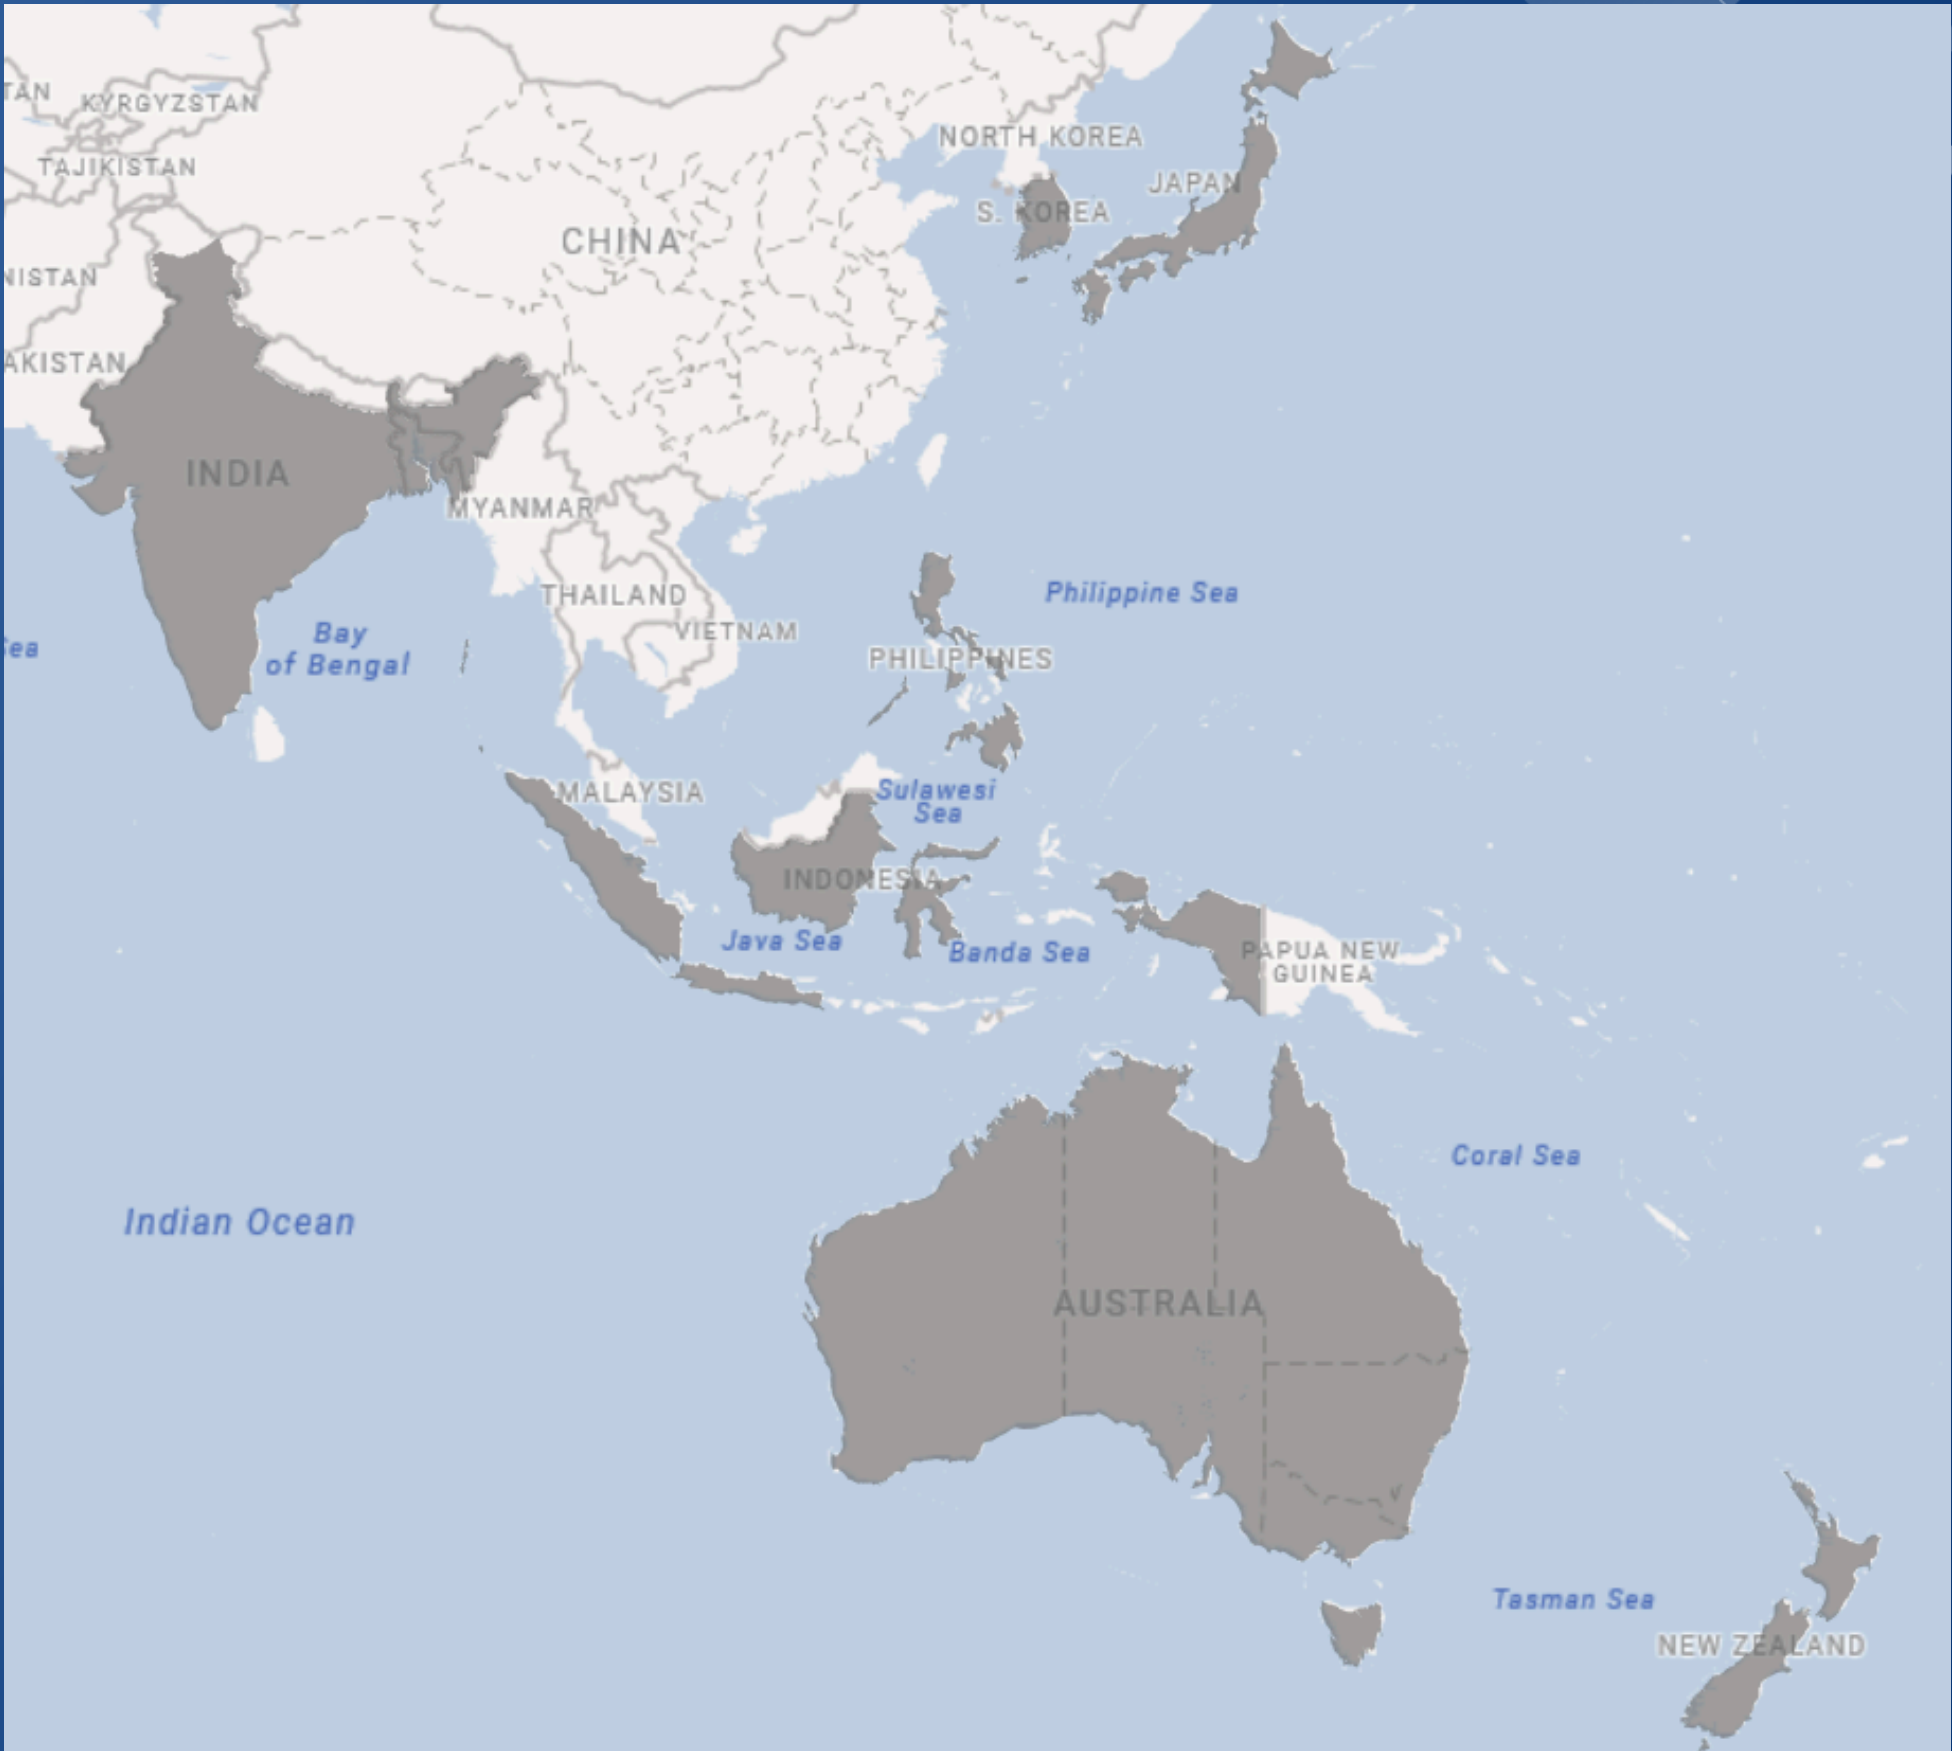 TAN
KYRGYZSTAN
NORTH KOREA
TAJIKISTAN
JAPAN
S. KOREA
CHINA
NISTAN
AKISTAN
INDIA
MYANMAR
THAILAND
Philippine Sea
VIETNAM
Bay
of Bengal
ea
PHILIPPINES
MALAYSIA
Sulawesi
Sea
INDONESIA
Java Sea
Banda Sea
PAPUA NEW
GUINEA
Coral Sea
Indian Ocean
AUSTRALIA
Tasman Sea
NEW ZEALAND